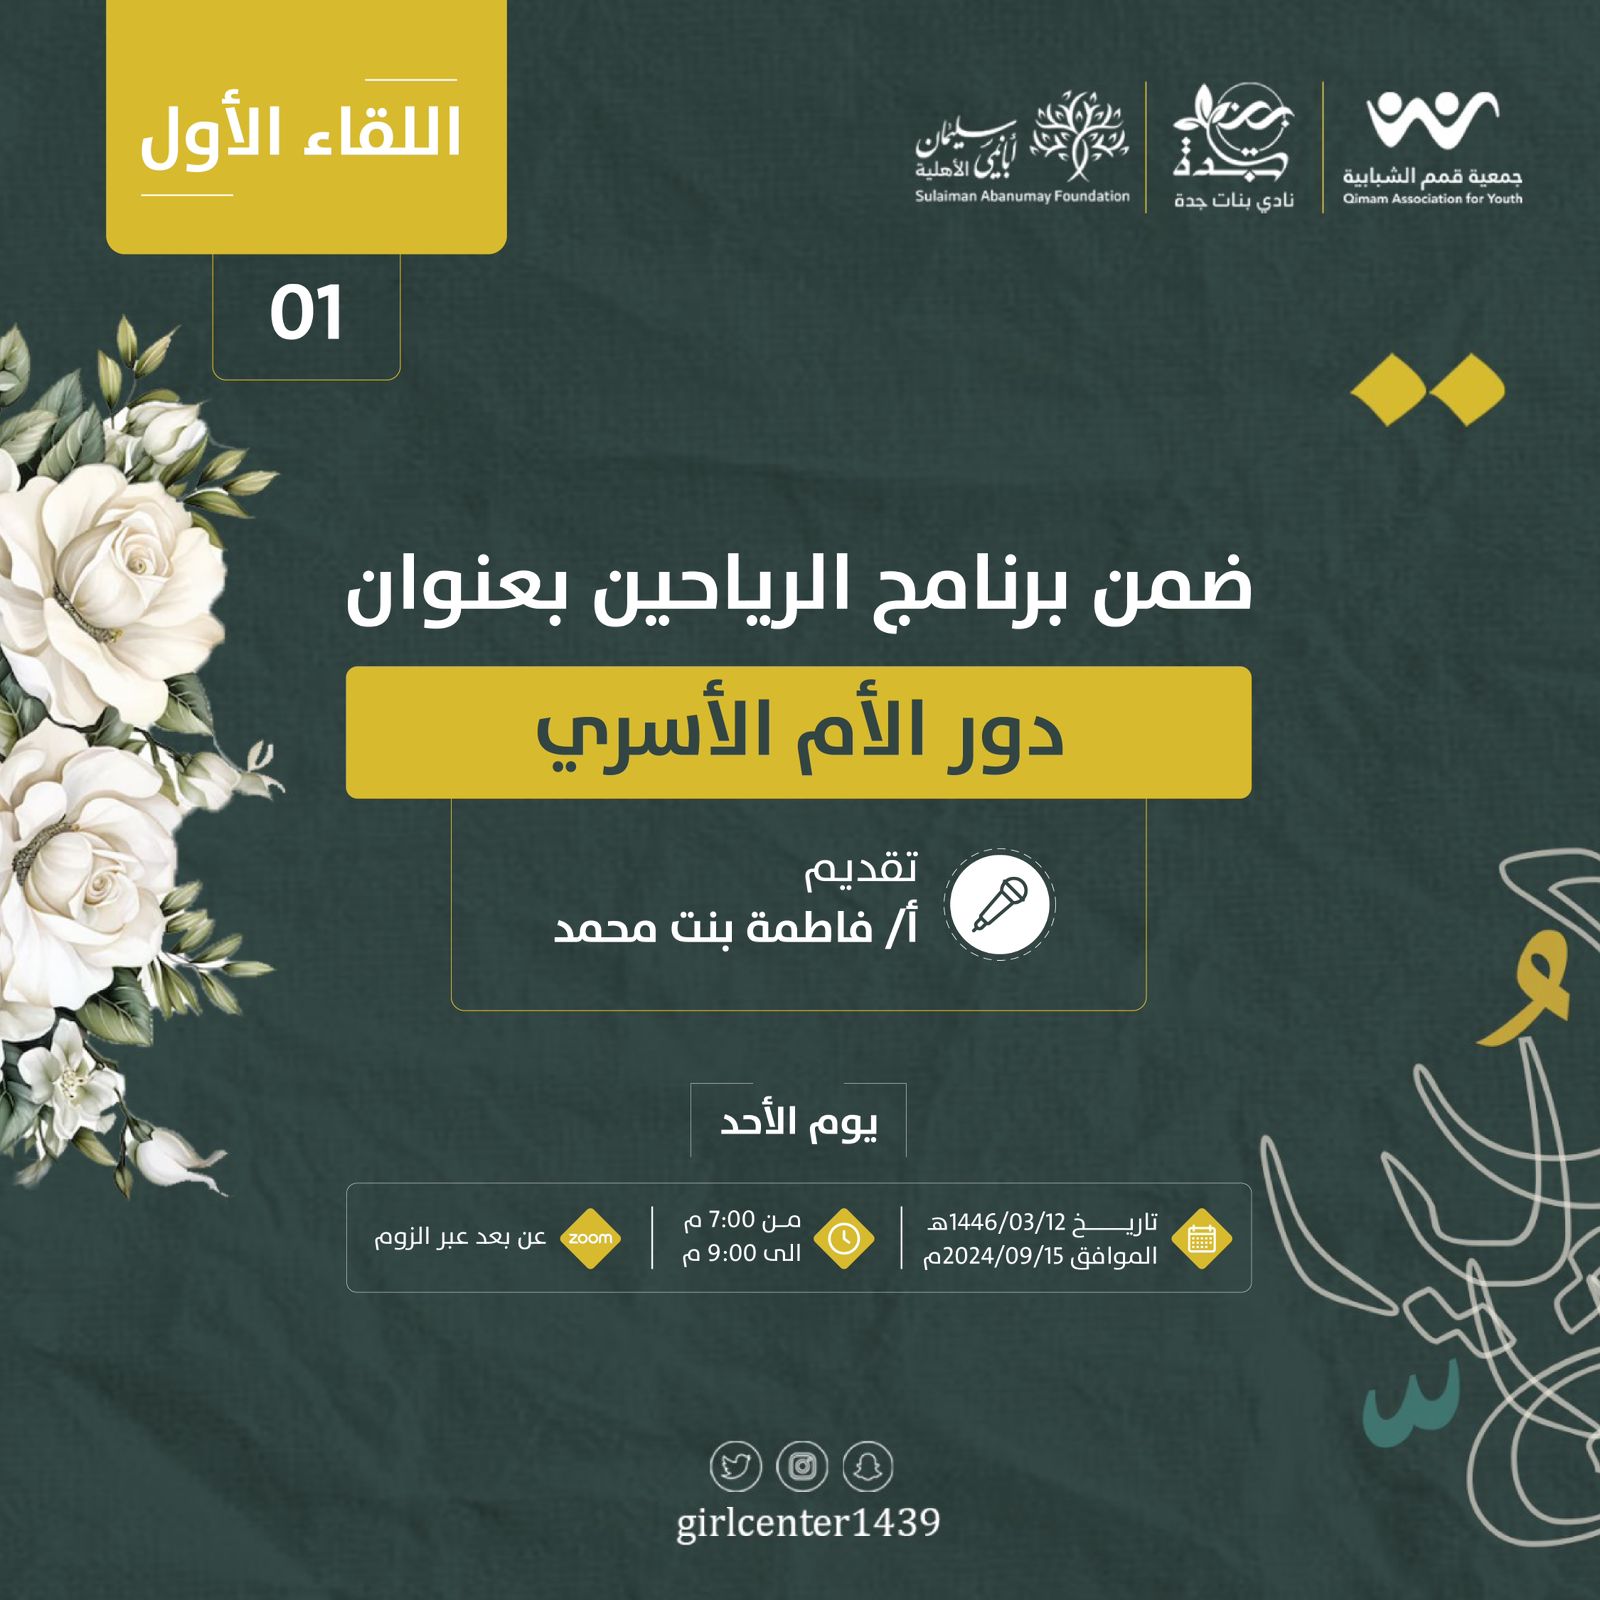 جمعية قمم الشبابية
Qimam Association for Youth
نادي بنات جدة
سليمان أبانمي الأهلية
Sulaiman Abanumay Foundation
اللقاء الأول
01
ضمن برنامج الرياحين بعنوان
دور الأم الأسري
تقديم
أ/ فاطمة بنت محمد
يوم الأحد
تاريـــــخ 1446/03/12هـ
الموافق 2024/09/15م
مــن 7:00 م
الى 9:00 م
zoom
عن بعد عبر الزوم
girlcenter1439